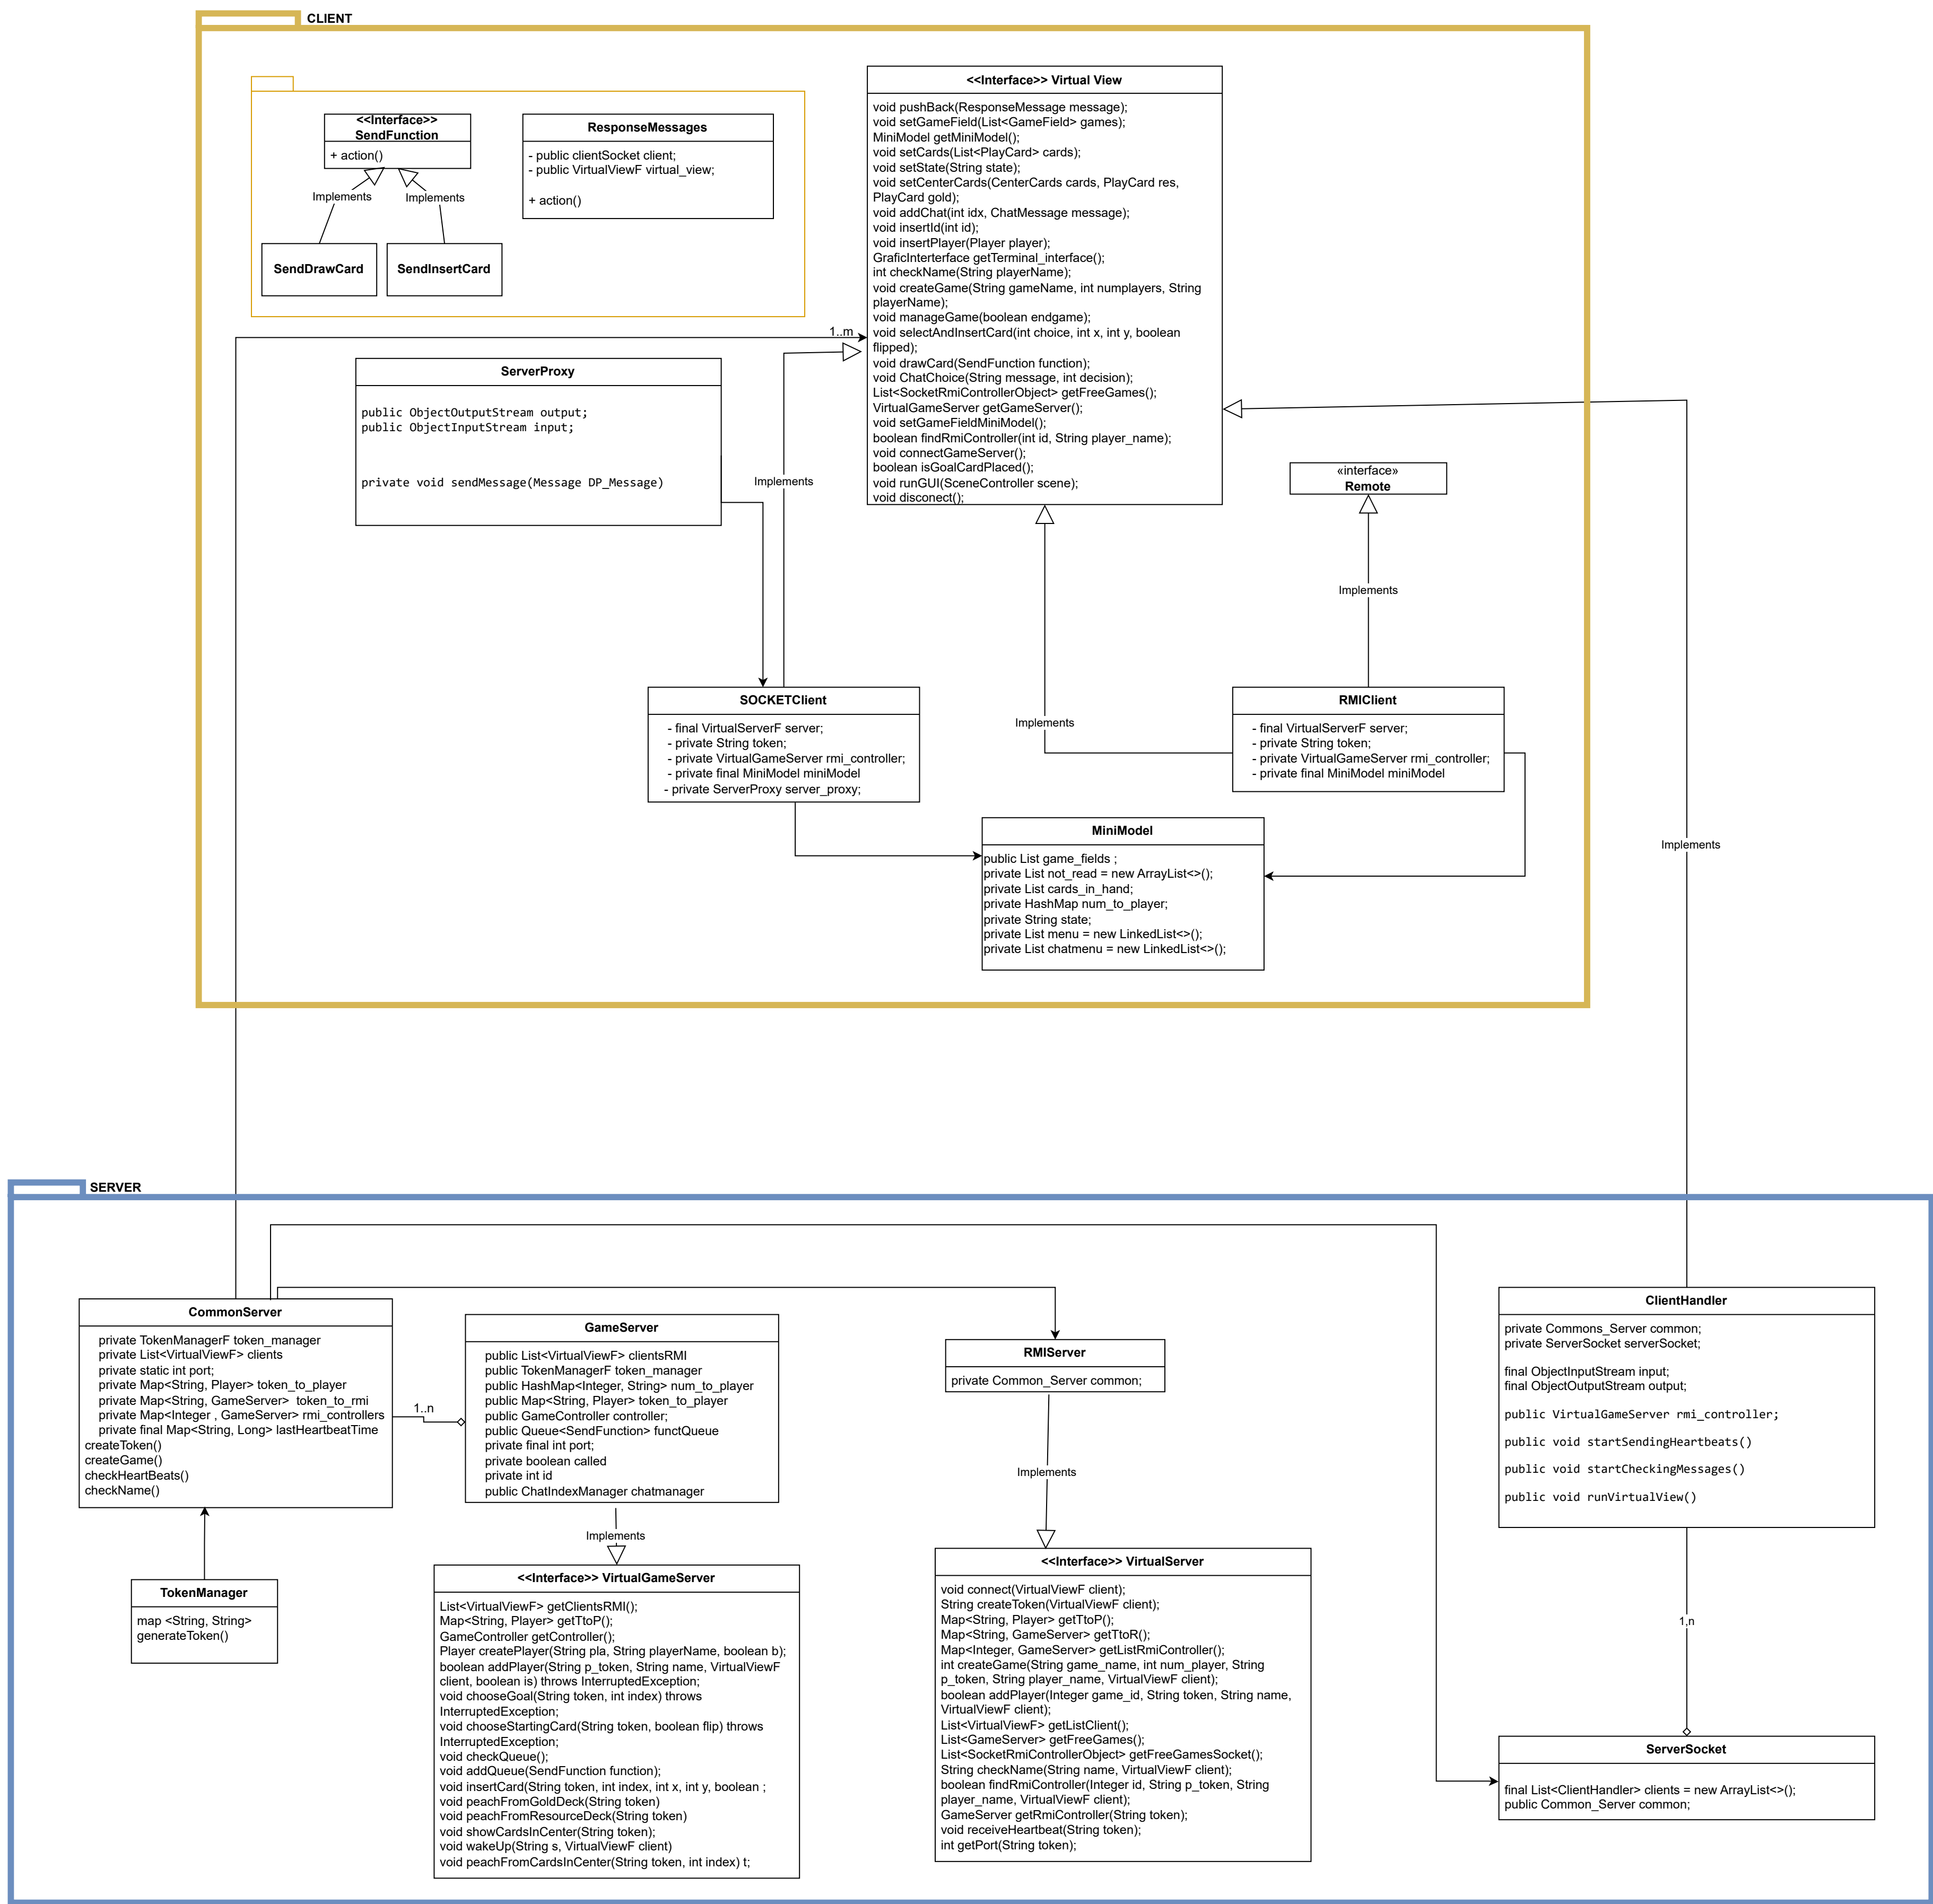 CLIENT
<<Interface>>
SendFunction
+ action()
Implements
Implements
SendDrawCard
SendInsertCard
ResponseMessages
- public clientSocket client;
- public VirtualViewF virtual_view;
+ action()
<<Interface>> Virtual View
void pushBack(ResponseMessage message);
void setGameField(List<GameField> games);
MiniModel getMiniModel();
void setCards(List<PlayCard> cards);
void setState(String state);
void setCenterCards(CenterCards cards, PlayCard res,
PlayCard gold);
void addChat(int idx, ChatMessage message);
void insertId(int id);
void insertPlayer(Player player);
GraficInterterface getTerminal_interface();
int checkName(String playerName);
void createGame(String gameName, int numplayers, String
playerName);
void manageGame(boolean endgame);
void selectAndInsertCard(int choice, int x, int y, boolean
flipped);
void drawCard(SendFunction function);
void ChatChoice(String message, int decision);
List<SocketRmiControllerObject> getFreeGames();
VirtualGameServer getGameServer();
void setGameFieldMiniModel();
boolean findRmiController(int id, String player_name);
void connectGameServer();
boolean isGoalCardPlaced();
void runGUI(SceneController scene);
void disconect();
1..m
ServerProxy
public ObjectOutputStream output;
public ObjectInputStream input;
private void sendMessage(Message DP_Message)
Implements
«interface»
Remote
Implements
Implements
SOCKETClient
- final VirtualServerF server;
- private String token;
- private VirtualGameServer rmi_controller;
- private final MiniModel miniModel
- private ServerProxy server_proxy;
RMIClient
- final VirtualServerF server;
- private String token;
- private VirtualGameServer rmi_controller;
- private final MiniModel miniModel
MiniModel
public List game_fields ;
private List not_read = new ArrayList<>();
private List cards_in_hand;
private HashMap num_to_player;
private String state;
private List menu = new LinkedList<>();
private List chatmenu = new LinkedList<>();
Implements
SERVER
CommonServer
private TokenManagerF token_manager
private List<VirtualViewF> clients
private static int port;
private Map<String, Player> token_to_player
private Map<String, GameServer>  token_to_rmi
private Map<Integer , GameServer> rmi_controllers
private final Map<String, Long> lastHeartbeatTime
createToken()
createGame()
checkHeartBeats()
checkName()
1..n
GameServer
public List<VirtualViewF> clientsRMI
public TokenManagerF token_manager
public HashMap<Integer, String> num_to_player
public Map<String, Player> token_to_player
public GameController controller;
public Queue<SendFunction> functQueue
private final int port;
private boolean called
private int id
public ChatIndexManager chatmanager
Implements
RMIServer
private Common_Server common;
Implements
ClientHandler
private Commons_Server common;
private ServerSocket serverSocket;
final ObjectInputStream input;
final ObjectOutputStream output;
public VirtualGameServer rmi_controller;
public void startSendingHeartbeats()
public void startCheckingMessages()
public void runVirtualView()
TokenManager
map <String, String>
generateToken()
<<Interface>> VirtualGameServer
List<VirtualViewF> getClientsRMI();
Map<String, Player> getTtoP();
GameController getController();
Player createPlayer(String pla, String playerName, boolean b);
boolean addPlayer(String p_token, String name, VirtualViewF
client, boolean is) throws InterruptedException;
void chooseGoal(String token, int index) throws
InterruptedException;
void chooseStartingCard(String token, boolean flip) throws
InterruptedException;
void checkQueue();
void addQueue(SendFunction function);
void insertCard(String token, int index, int x, int y, boolean ;
void peachFromGoldDeck(String token)
void peachFromResourceDeck(String token)
void showCardsInCenter(String token);
void wakeUp(String s, VirtualViewF client)
void peachFromCardsInCenter(String token, int index) t;
<<Interface>> VirtualServer
void connect(VirtualViewF client);
String createToken(VirtualViewF client);
Map<String, Player> getTtoP();
Map<String, GameServer> getTtoR();
Map<Integer, GameServer> getListRmiController();
int createGame(String game_name, int num_player, String
p_token, String player_name, VirtualViewF client);
boolean addPlayer(Integer game_id, String token, String name,
VirtualViewF client);
List<VirtualViewF> getListClient();
List<GameServer> getFreeGames();
List<SocketRmiControllerObject> getFreeGamesSocket();
String checkName(String name, VirtualViewF client);
boolean findRmiController(Integer id, String p_token, String
player_name, VirtualViewF client);
GameServer getRmiController(String token);
void receiveHeartbeat(String token);
int getPort(String token);
1,n
ServerSocket
final List<ClientHandler> clients = new ArrayList<>();
public Common_Server common;